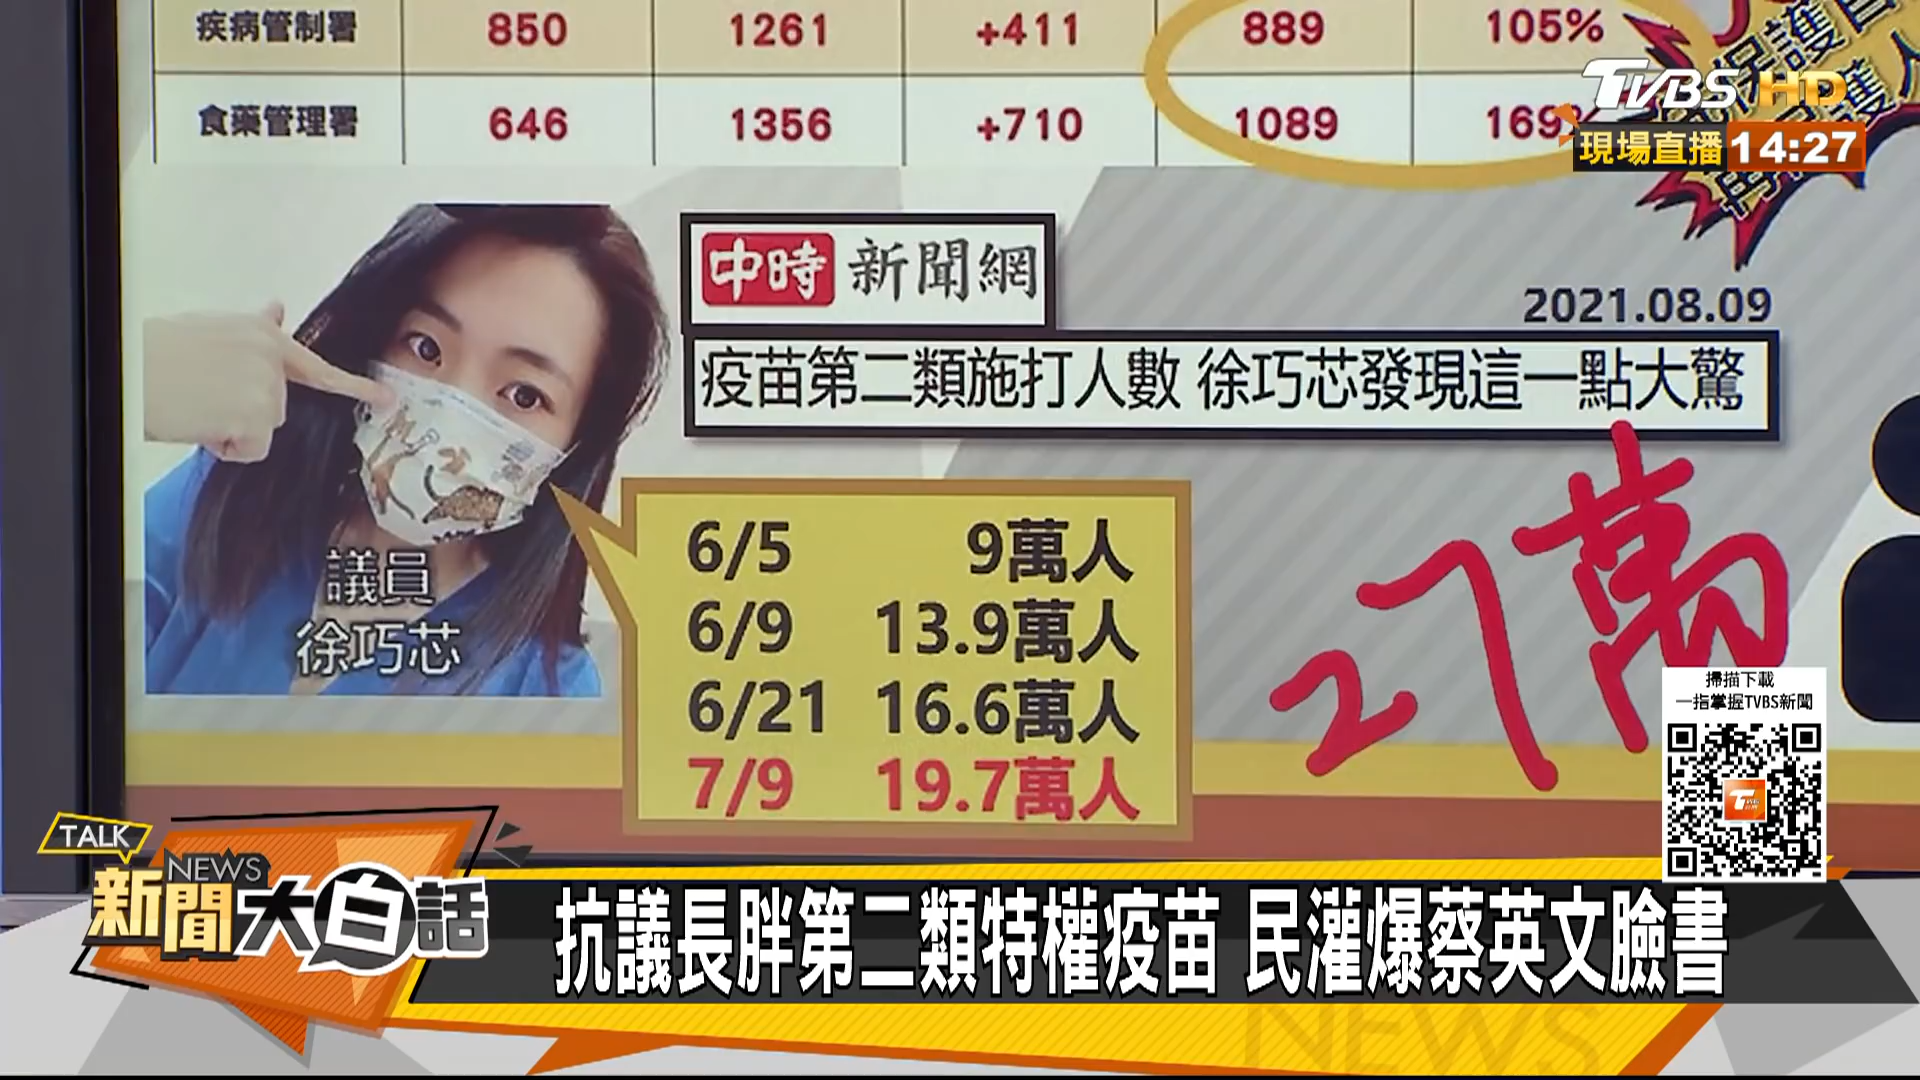 疾病管制署 850 1261 +411 889 105%
食藥管理署 646 1356 +710 1089 169%
TVBS HD
現場直播 14:27
中時 新聞網
2021.08.09
疫苗第二類施打人數 徐巧芯發現這一點大驚
議員
徐巧芯
6/5 9萬人
6/9 13.9萬人
6/21 16.6萬人
7/9 19.7萬人
27萬
掃描下載
一指掌握TVBS新聞
TALK
NEWS
新聞大白話
抗議長胖第二類特權疫苗 民灌爆蔡英文臉書
NEWS